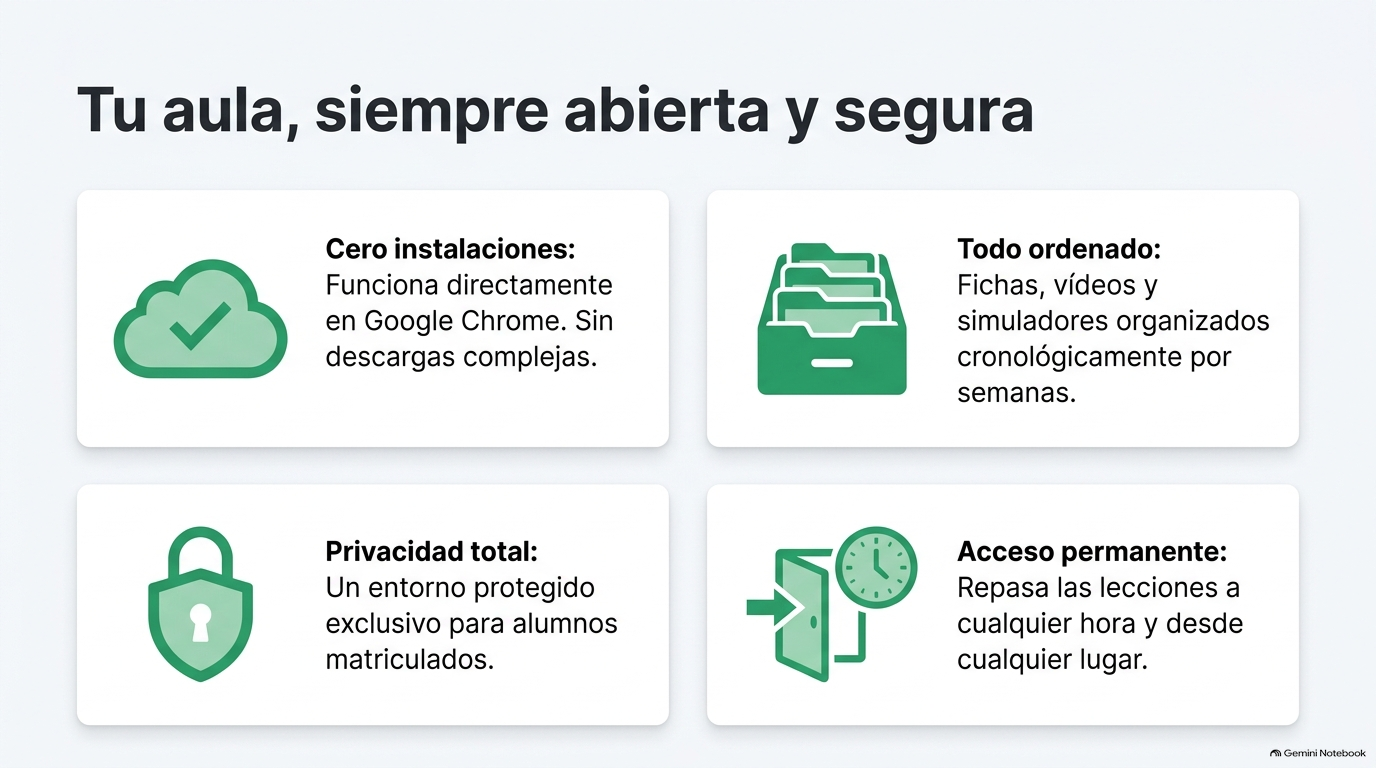 Tu aula, siempre abierta y segura
Cero instalaciones:
Funciona directamente
en Google Chrome. Sin
descargas complejas.
Todo ordenado:
Fichas, vídeos y
simuladores organizados
cronológicamente por
semanas.
Privacidad total:
Un entorno protegido
exclusivo para alumnos
matriculados.
Acceso permanente:
Repasa las lecciones a
cualquier hora y desde
cualquier lugar.
Gemini Notebook